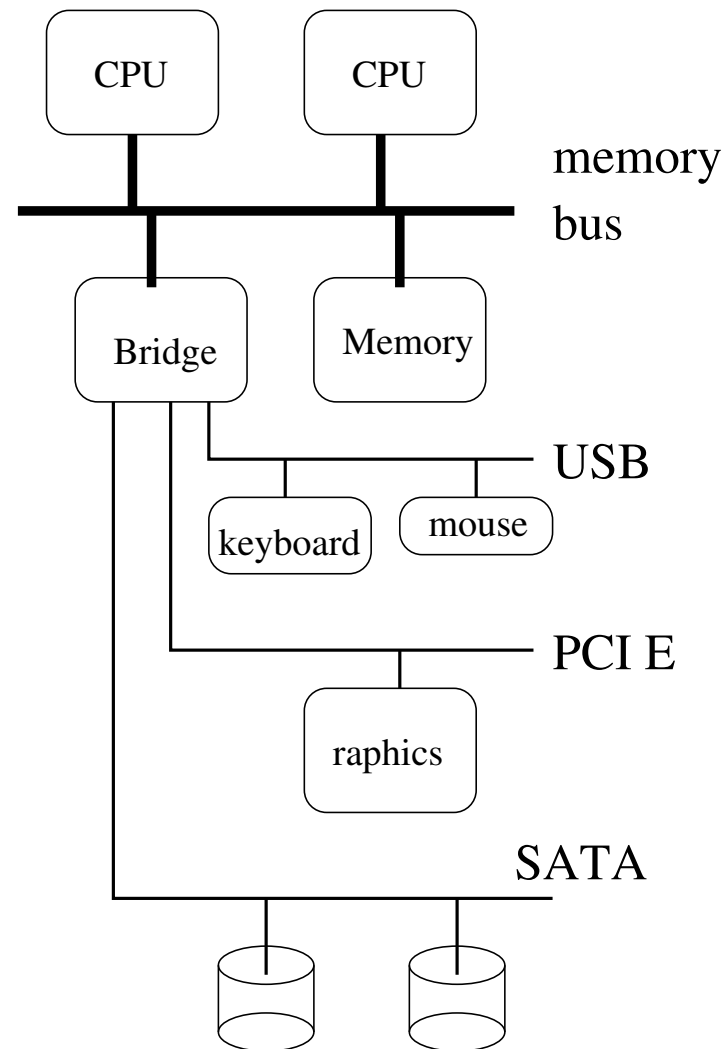 CPU
CPU
memory
bus
Bridge
Memory
USB
keyboard
mouse
PCI E
raphics
SATA